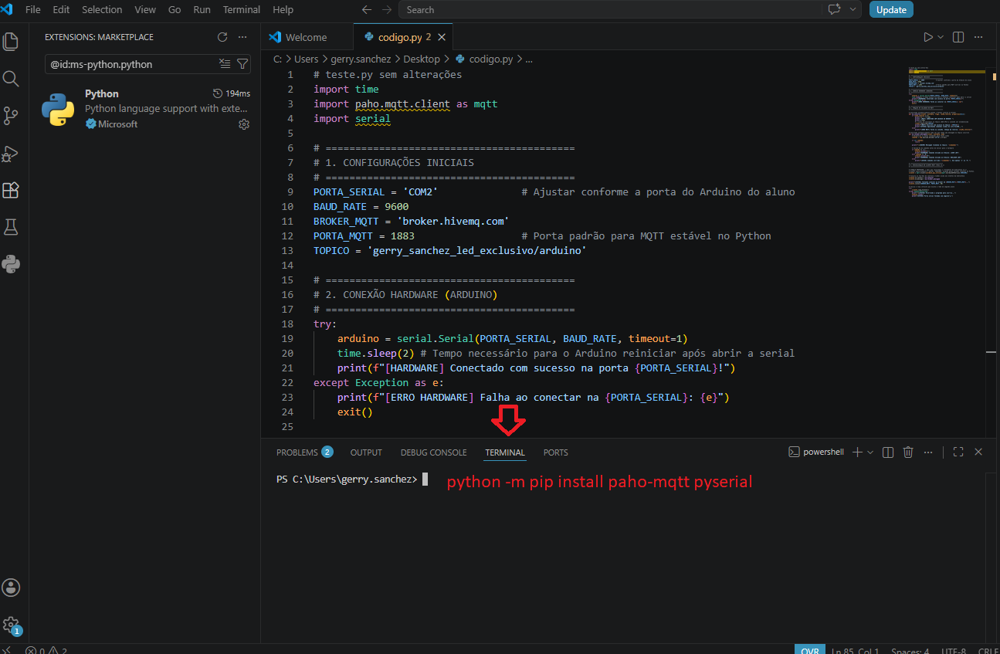 File Edit Selection View Go Run Terminal Help
Search
Update
EXTENSIONS: MARKETPLACE
@id:ms-python.python
Python 194ms
Python language support with exte...
Microsoft
Welcome
codigo.py 2
C: > Users > gerry.sanchez > Desktop > codigo.py > ...
1 # teste.py sem alterações
2 import time
3 import paho.mqtt.client as mqtt
4 import serial
5
6 # ==========================================
7 # 1. CONFIGURAÇÕES INICIAIS
8 # ==========================================
9 PORTA_SERIAL = 'COM2' # Ajustar conforme a porta do Arduino do aluno
10 BAUD_RATE = 9600
11 BROKER_MQTT = 'broker.hivemq.com'
12 PORTA_MQTT = 1883 # Porta padrão para MQTT estável no Python
13 TOPICO = 'gerry_sanchez_led_exclusivo/arduino'
14
15 # ==========================================
16 # 2. CONEXÃO HARDWARE (ARDUINO)
17 # ==========================================
18 try:
19 arduino = serial.Serial(PORTA_SERIAL, BAUD_RATE, timeout=1)
20 time.sleep(2) # Tempo necessário para o Arduino reiniciar após abrir a serial
21 print(f"[HARDWARE] Conectado com sucesso na porta {PORTA_SERIAL}!")
22 except Exception as e:
23 print(f"[ERRO HARDWARE] Falha ao conectar na {PORTA_SERIAL}: {e}")
24 exit()
25
PROBLEMS 2 OUTPUT DEBUG CONSOLE TERMINAL PORTS
powershell
PS C:\Users\gerry.sanchez>
python -m pip install paho-mqtt pyserial
1
0 2
OVR Ln 85, Col 1 Spaces: 4 UTF-8 CRLF